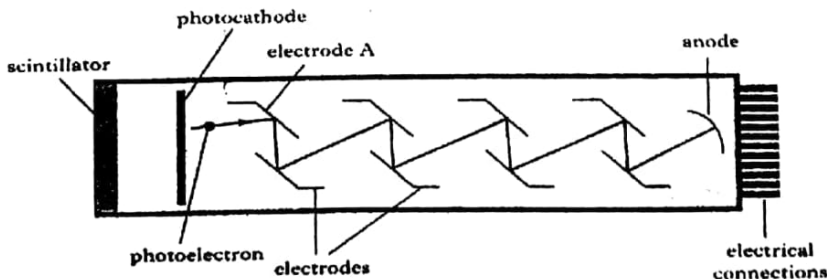 photocathode
electrode A
anode
scintillator
photoelectron
electrodes
electrical
connections